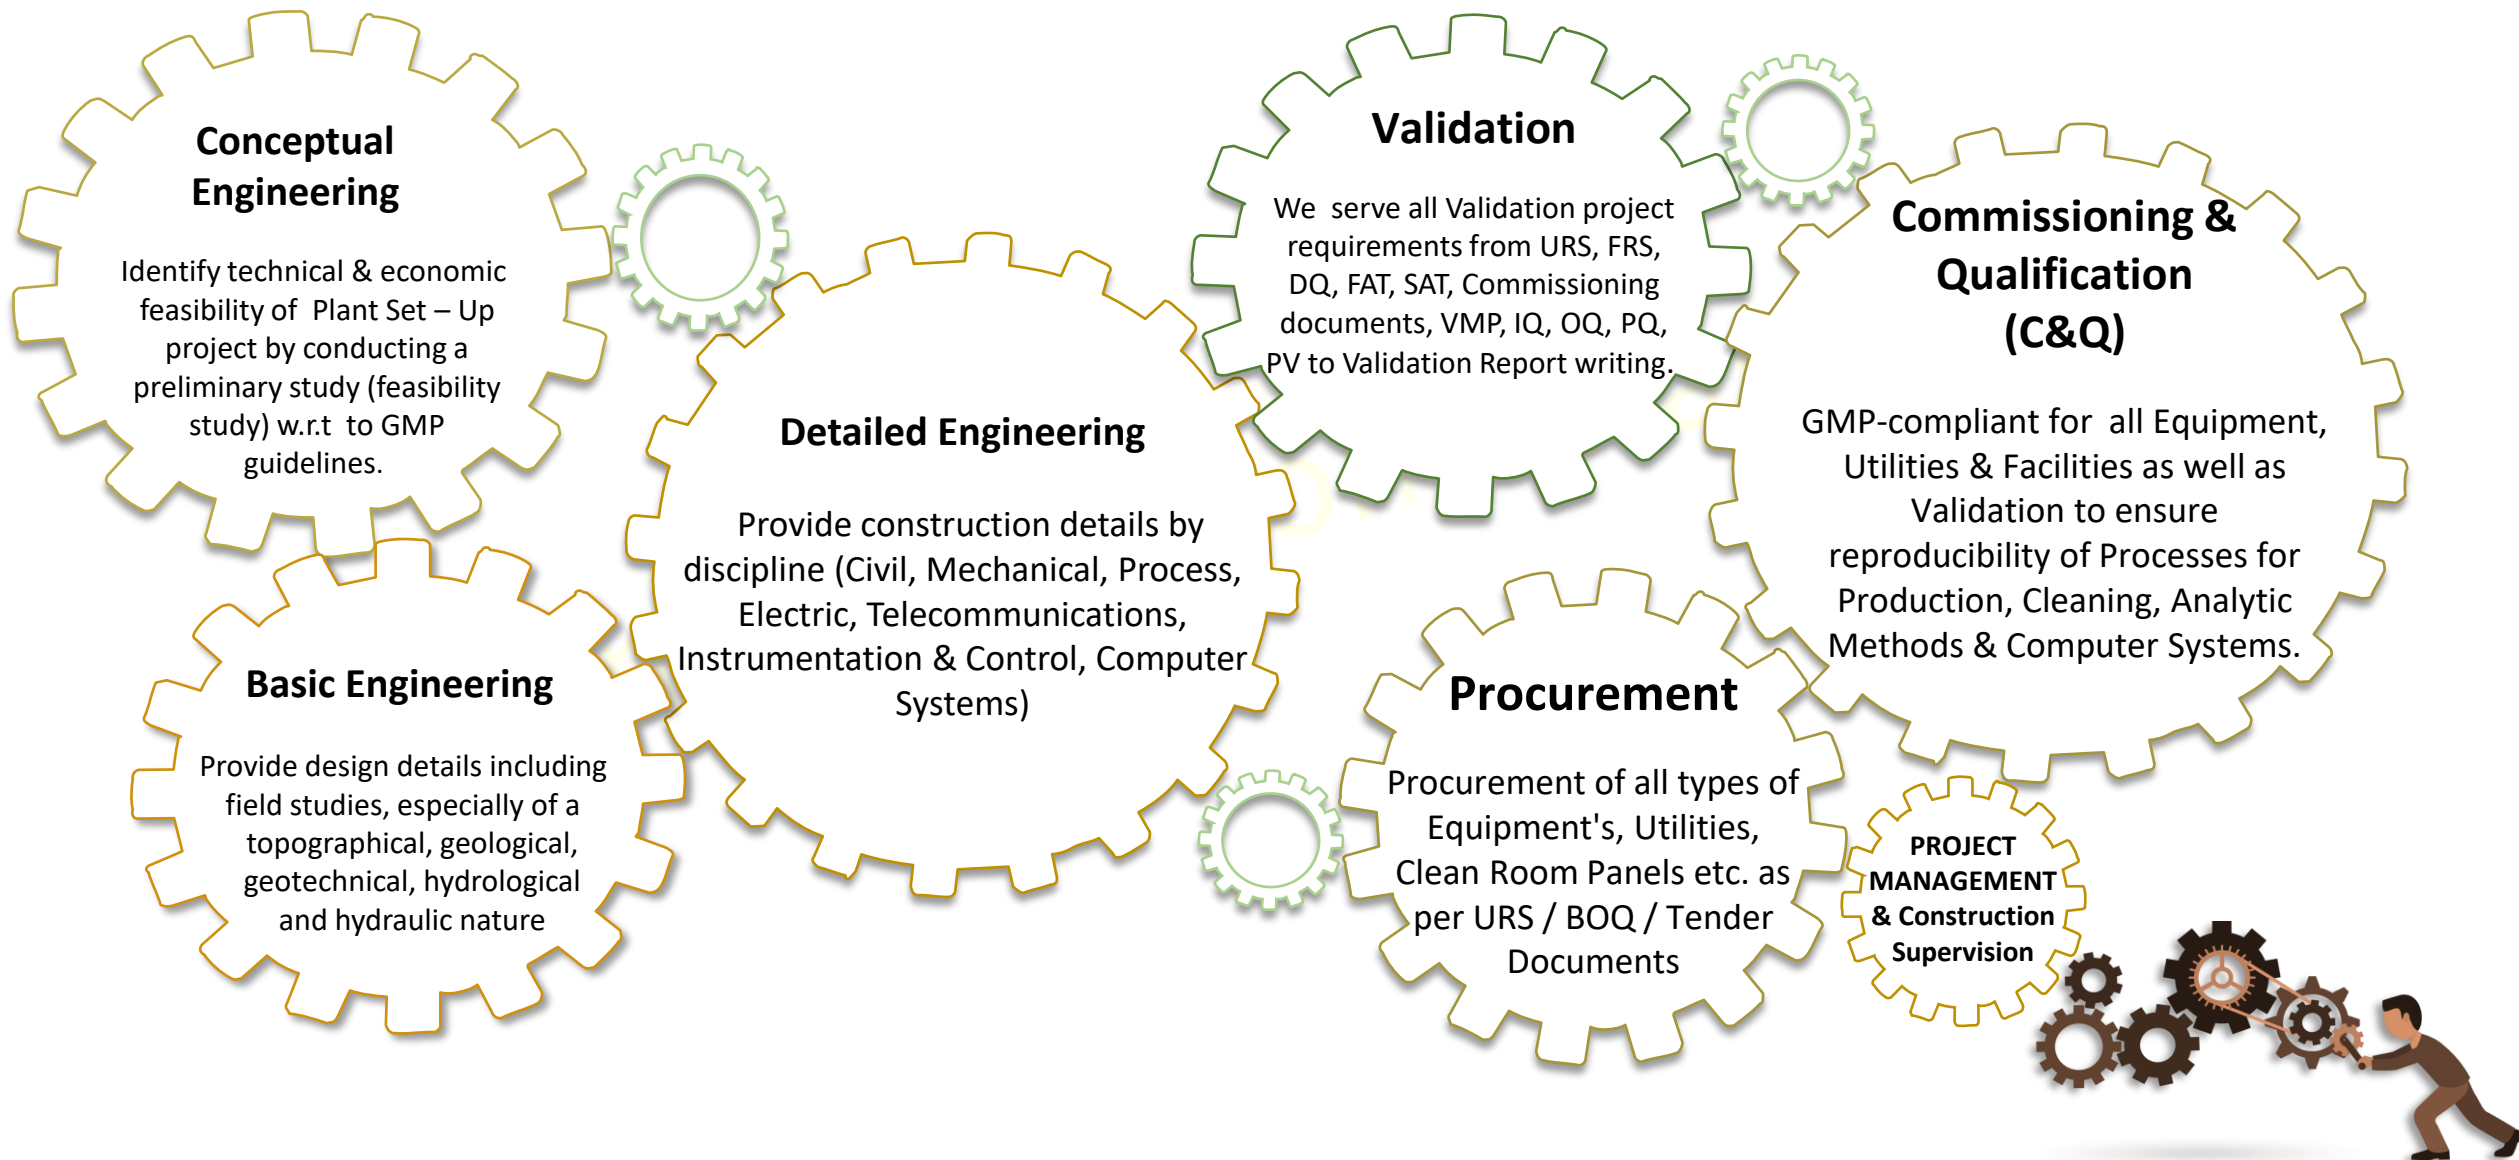 Conceptual
Engineering
Identify technical & economic
feasibility of Plant Set – Up
project by conducting a
preliminary study (feasibility
study) w.r.t to GMP
guidelines.
Basic Engineering
Provide design details including
field studies, especially of a
topographical, geological,
geotechnical, hydrological
and hydraulic nature
Detailed Engineering
Provide construction details by
discipline (Civil, Mechanical, Process,
Electric, Telecommunications,
Instrumentation & Control, Computer
Systems)
Validation
We serve all Validation project
requirements from URS, FRS,
DQ, FAT, SAT, Commissioning
documents, VMP, IQ, OQ, PQ,
PV to Validation Report writing.
Procurement
Procurement of all types of
Equipment's, Utilities,
Clean Room Panels etc. as
per URS / BOQ / Tender
Documents
Commissioning &
Qualification
(C&Q)
GMP-compliant for all Equipment,
Utilities & Facilities as well as
Validation to ensure
reproducibility of Processes for
Production, Cleaning, Analytic
Methods & Computer Systems.
PROJECT
MANAGEMENT
& Construction
Supervision